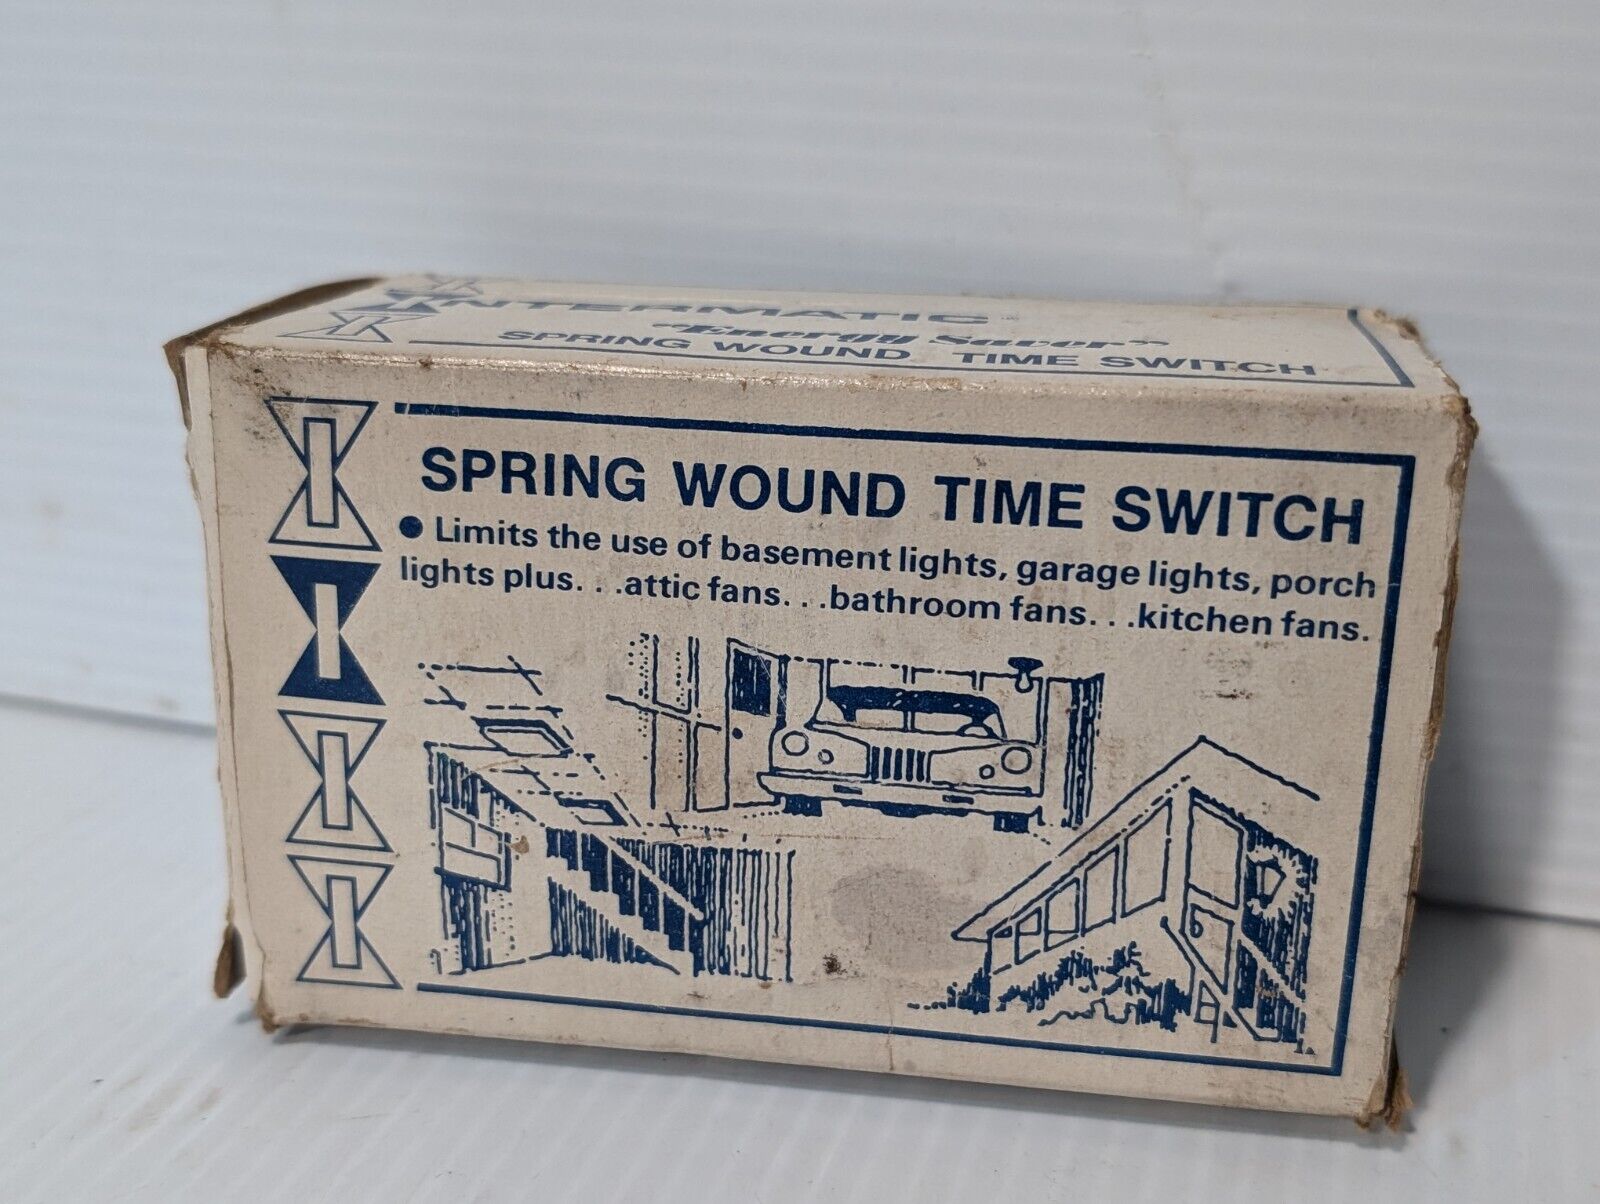 INTERMATIC
"Energy Saver"
SPRING WOUND TIME SWITCH
SPRING WOUND TIME SWITCH
● Limits the use of basement lights, garage lights, porch
lights plus. . .attic fans. . .bathroom fans. . .kitchen fans.